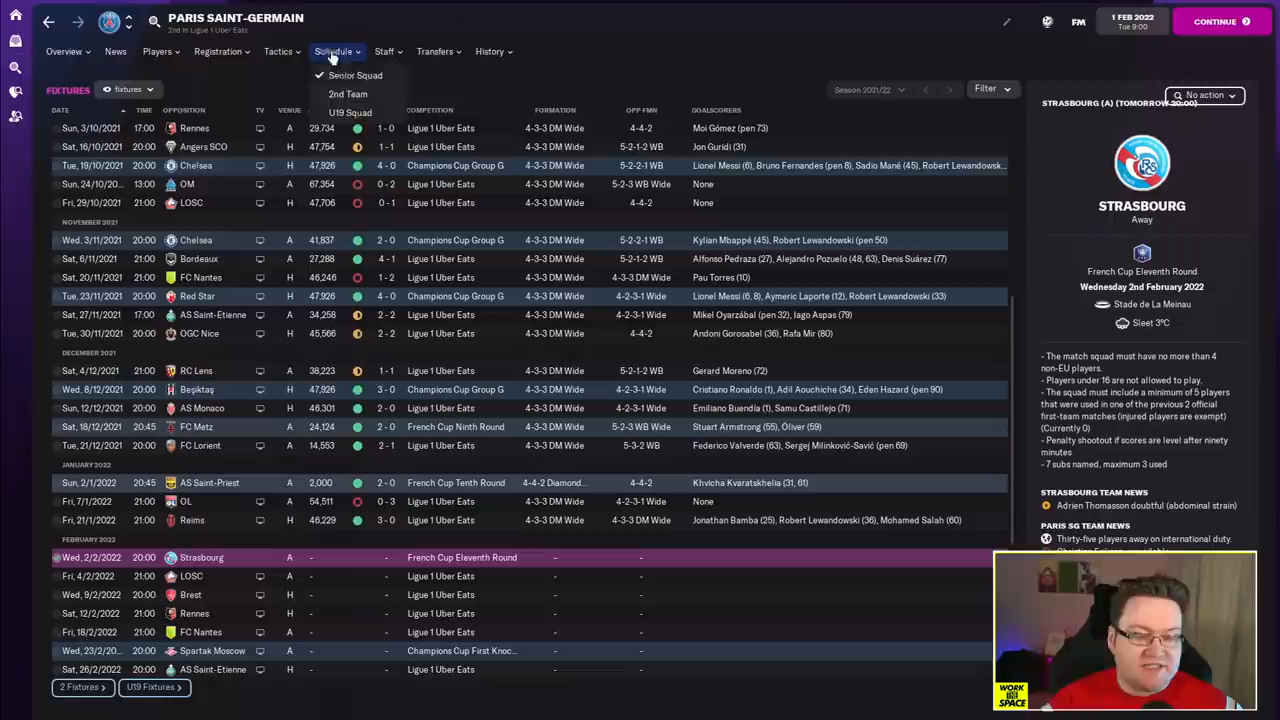 PARIS SAINT-GERMAIN
2nd in Ligue 1 Uber Eats
FM
1 FEB 2022
Tue 9:00
CONTINUE
Overview News Players Registration Tactics Schedule Staff Transfers History
Senior Squad
2nd Team
U19 Squad
FIXTURES fixtures
Season 2021/22 Filter
No action
STRASBOURG (A) (TOMORROW 20:00)
DATE TIME OPPOSITION TV VENUE COMPETITION FORMATION OPP FMN GOALSCORERS
Sun, 3/10/2021 17:00 Rennes A 29,734 1 - 0 Ligue 1 Uber Eats 4-3-3 DM Wide 4-4-2 Moi Gómez (pen 73)
Sat, 16/10/2021 20:00 Angers SCO A 47,754 1 - 1 Ligue 1 Uber Eats 4-3-3 DM Wide 5-2-1-2 WB Jon Guridi (31)
Tue, 19/10/2021 20:00 Chelsea H 47,926 4 - 0 Champions Cup Group G 4-3-3 DM Wide 5-2-2-1 WB Lionel Messi (6), Bruno Fernandes (pen 8), Sadio Mané (45), Robert Lewandowsk...
Sun, 24/10/20... 13:00 OM A 67,354 0 - 2 Ligue 1 Uber Eats 4-3-3 DM Wide 5-2-3 WB Wide None
Fri, 29/10/2021 21:00 LOSC H 47,706 0 - 1 Ligue 1 Uber Eats 4-3-3 DM Wide 4-4-2 None
NOVEMBER 2021
Wed, 3/11/2021 20:00 Chelsea A 41,837 2 - 0 Champions Cup Group G 4-3-3 DM Wide 5-2-2-1 WB Kylian Mbappé (45), Robert Lewandowski (pen 50)
Sat, 6/11/2021 21:00 Bordeaux A 27,288 4 - 1 Ligue 1 Uber Eats 4-3-3 DM Wide 5-2-1-2 WB Alfonso Pedraza (27), Alejandro Pozuelo (48, 63), Denis Suárez (77)
Sat, 20/11/2021 21:00 FC Nantes H 46,246 1 - 2 Ligue 1 Uber Eats 4-3-3 DM Wide 4-3-3 DM Wide Pau Torres (10)
Tue, 23/11/2021 20:00 Red Star H 47,926 4 - 0 Champions Cup Group G 4-3-3 DM Wide 4-2-3-1 Wide Lionel Messi (6, 8), Aymeric Laporte (12), Robert Lewandowski (33)
Sat, 27/11/2021 17:00 AS Saint-Etienne A 34,258 2 - 2 Ligue 1 Uber Eats 4-3-3 DM Wide 4-2-3-1 Wide Mikel Oyarzábal (pen 32), Iago Aspas (79)
Tue, 30/11/2021 21:00 OGC Nice H 45,566 2 - 2 Ligue 1 Uber Eats 4-3-3 DM Wide 4-4-2 Andoni Gorosabel (36), Rafa Mir (80)
DECEMBER 2021
Sat, 4/12/2021 21:00 RC Lens A 38,223 1 - 1 Ligue 1 Uber Eats 4-3-3 DM Wide 5-2-1-2 WB Gerard Moreno (72)
Wed, 8/12/2021 20:00 Beşiktaş H 47,926 3 - 0 Champions Cup Group G 4-3-3 DM Wide 4-2-3-1 Wide Cristiano Ronaldo (1), Adil Aouchiche (34), Eden Hazard (pen 90)
Sun, 12/12/2021 21:00 AS Monaco H 46,301 2 - 0 Ligue 1 Uber Eats 4-3-3 DM Wide 4-2-3-1 Wide Emiliano Buendía (1), Samu Castillejo (71)
Sat, 18/12/2021 20:45 FC Metz A 24,124 2 - 0 French Cup Ninth Round 4-3-3 DM Wide 5-2-3 WB Wide Stuart Armstrong (55), Óliver (59)
Tue, 21/12/2021 21:00 FC Lorient A 14,553 2 - 1 Ligue 1 Uber Eats 4-3-3 DM Wide 5-3-2 WB Federico Valverde (63), Sergej Milinković-Savić (pen 69)
JANUARY 2022
Sun, 2/1/2022 20:45 AS Saint-Priest A 2,000 2 - 0 French Cup Tenth Round 4-4-2 Diamond... 4-4-2 Khvicha Kvaratskhelia (31, 61)
Fri, 7/1/2022 21:00 OL A 54,511 0 - 3 Ligue 1 Uber Eats 4-3-3 DM Wide 4-2-3-1 Wide None
Fri, 21/1/2022 21:00 Reims H 46,229 3 - 0 Ligue 1 Uber Eats 4-3-3 DM Wide 4-3-3 DM Wide Jonathan Bamba (25), Robert Lewandowski (36), Mohamed Salah (60)
FEBRUARY 2022
Wed, 2/2/2022 20:00 Strasbourg A - - French Cup Eleventh Round - -
Fri, 4/2/2022 21:00 LOSC A - - Ligue 1 Uber Eats - -
Wed, 9/2/2022 21:00 Brest H - - Ligue 1 Uber Eats - -
Sat, 12/2/2022 21:00 Rennes H - - Ligue 1 Uber Eats - -
Fri, 18/2/2022 21:00 FC Nantes A - - Ligue 1 Uber Eats - -
Wed, 23/2/20... 20:00 Spartak Moscow A - - Champions Cup First Knoc... - -
Sat, 26/2/2022 21:00 AS Saint-Etienne H - - Ligue 1 Uber Eats - -
2 Fixtures U19 Fixtures
STRASBOURG
Away
French Cup Eleventh Round
Wednesday 2nd February 2022
Stade de La Meinau
Sleet 3ºC
- The match squad must have no more than 4
non-EU players.
- Players under 16 are not allowed to play.
- The squad must include a minimum of 5 players
that were used in one of the previous 2 official
first-team matches (injured players are exempt)
(Currently 0)
- Penalty shootout if scores are level after ninety
minutes
- 7 subs named, maximum 3 used
STRASBOURG TEAM NEWS
Adrien Thomasson doubtful (abdominal strain)
PARIS SG TEAM NEWS
Thirty-five players away on international duty.
WORK
THE
SPACE